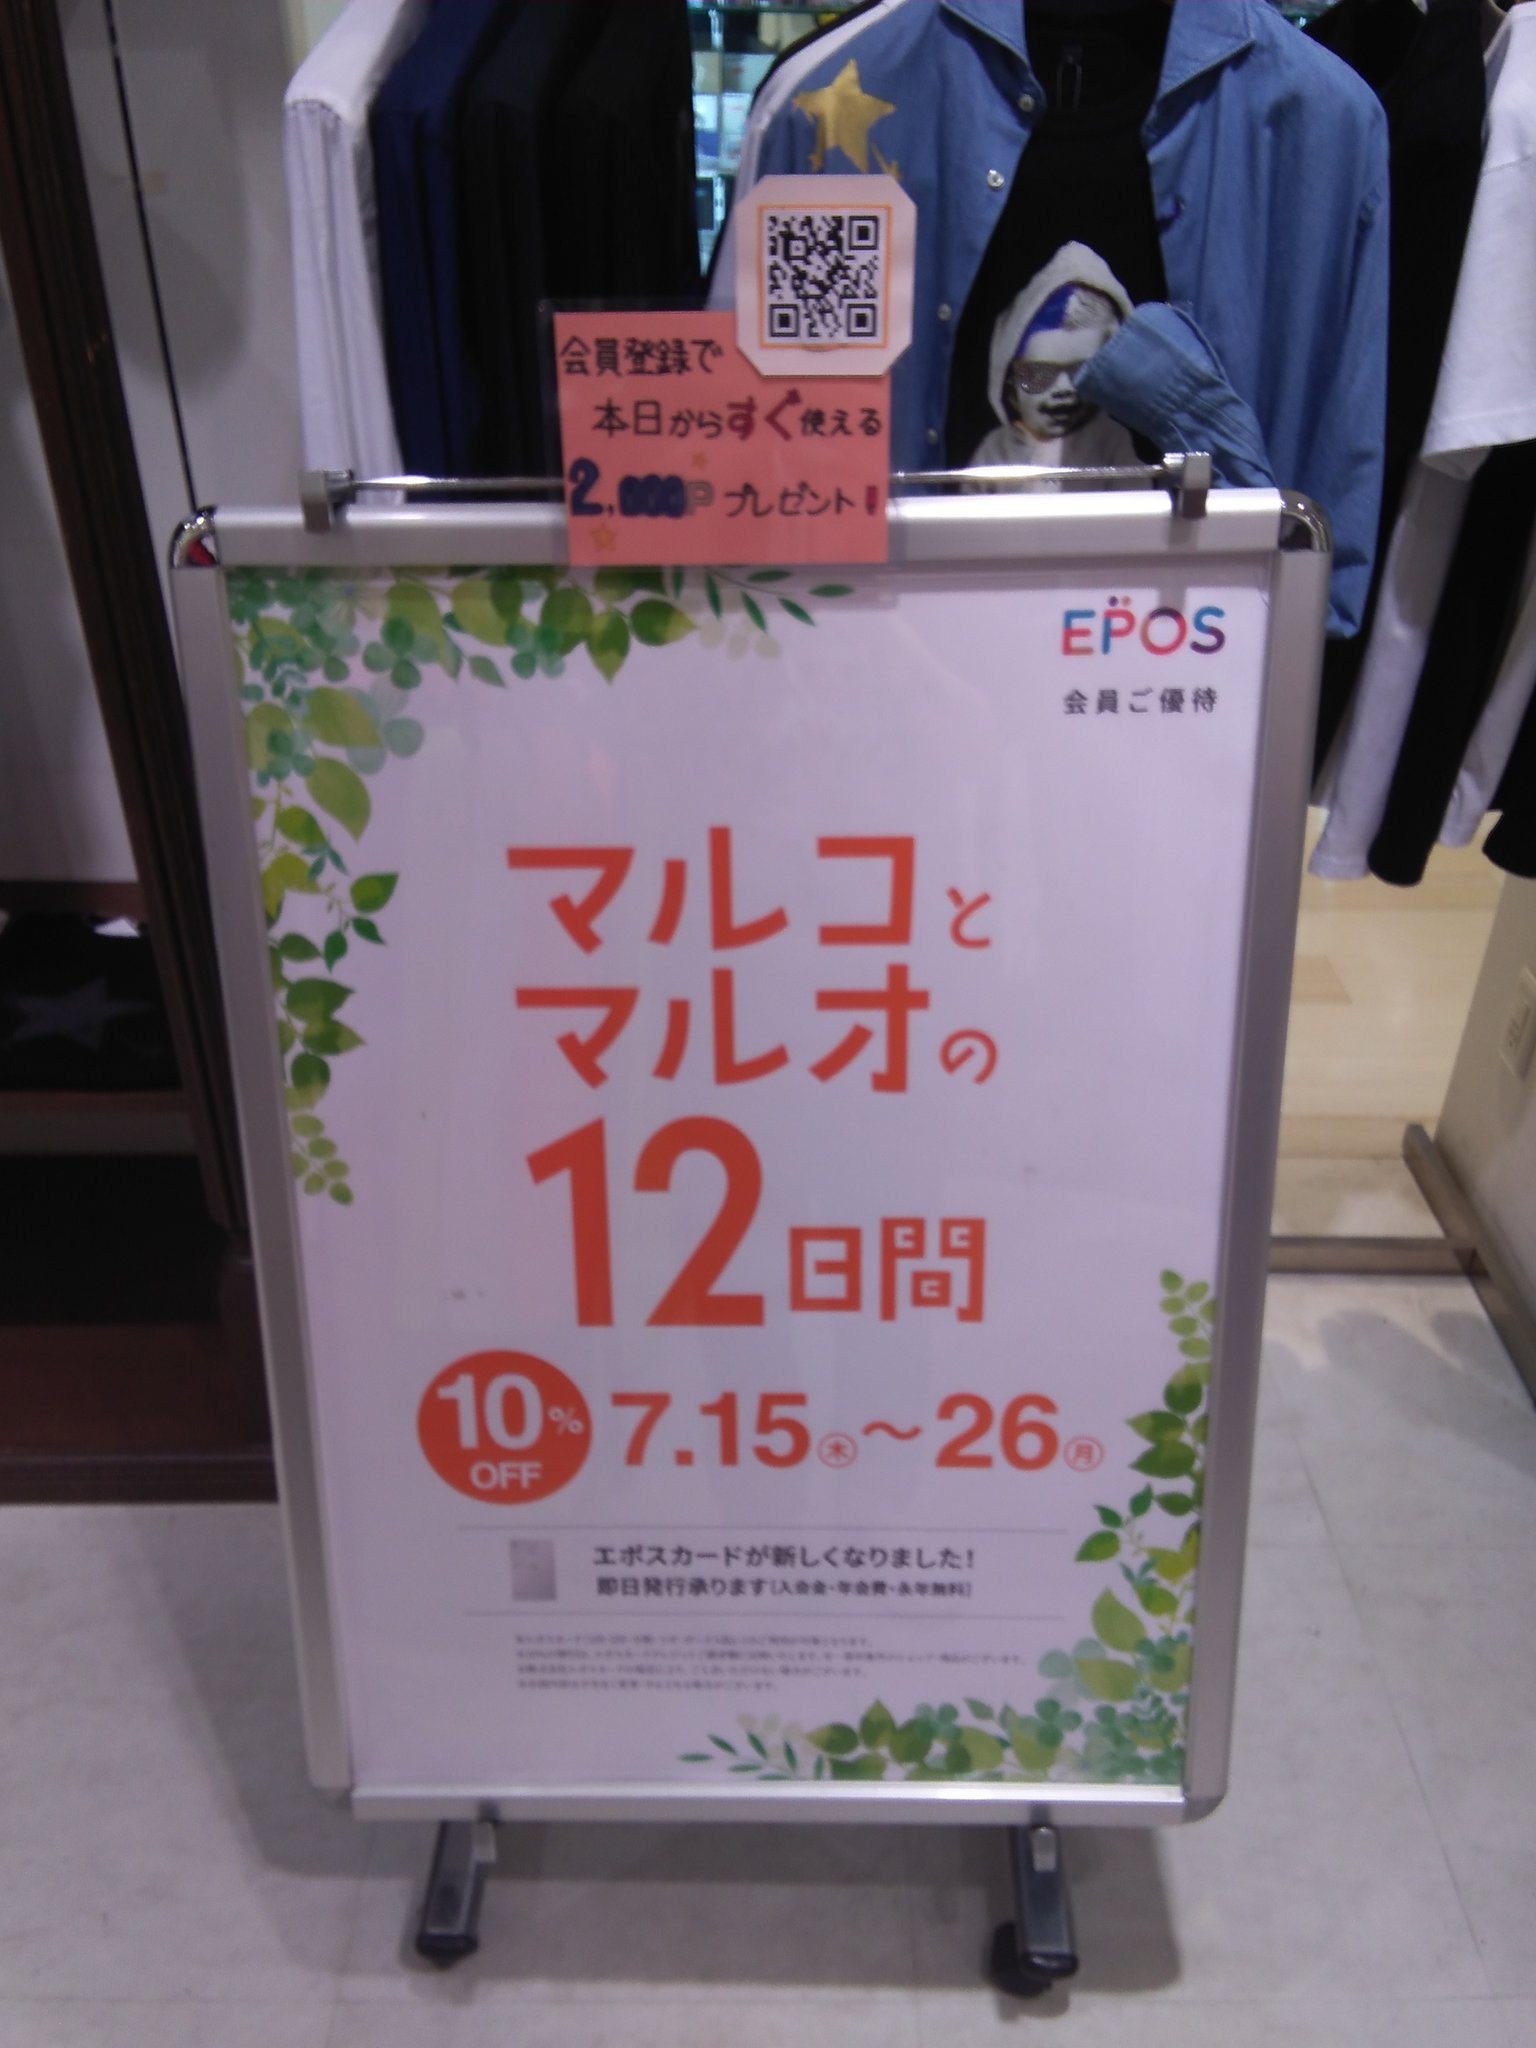 会員登録で
本日からすぐ使える
2,000P プレゼント!
EPOS
会員ご優待
マルコと
マルオの
12日間
10%
OFF
7.15㊍～26㊊
エポスカードが新しくなりました!
即日発行承ります[入会金・年会費・永年無料]